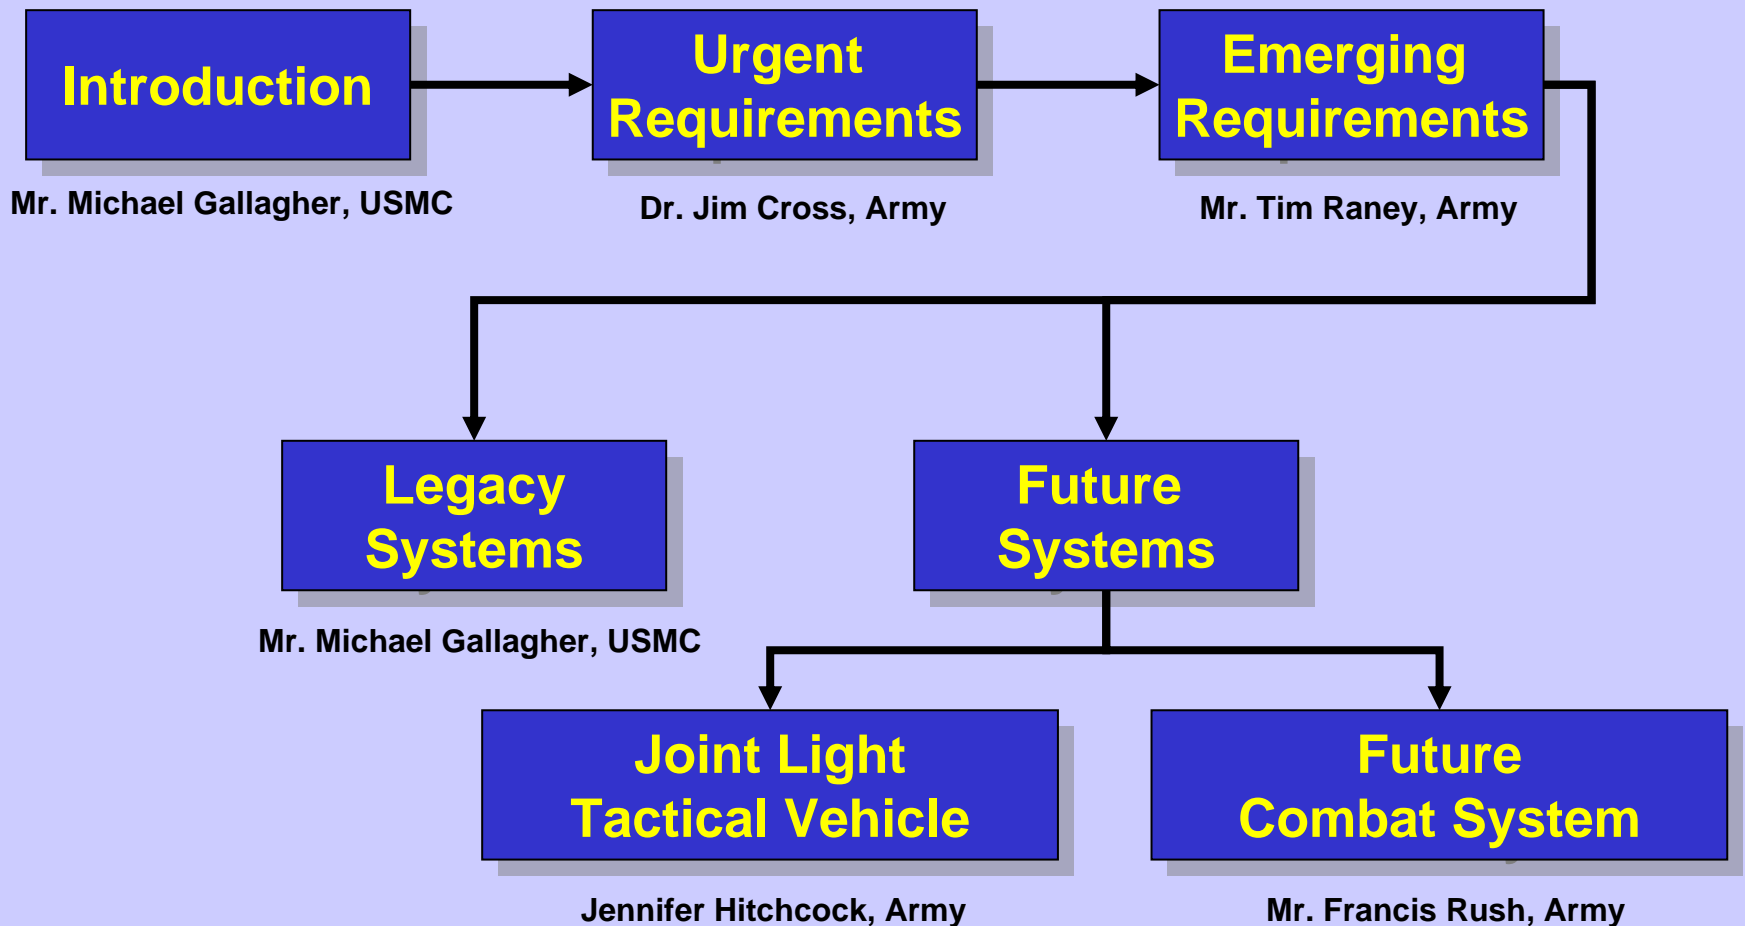 Introduction
Mr. Michael Gallagher, USMC
Urgent
Requirements
Dr. Jim Cross, Army
Emerging
Requirements
Mr. Tim Raney, Army
Legacy
Systems
Mr. Michael Gallagher, USMC
Future
Systems
Joint Light
Tactical Vehicle
Jennifer Hitchcock, Army
Future
Combat System
Mr. Francis Rush, Army